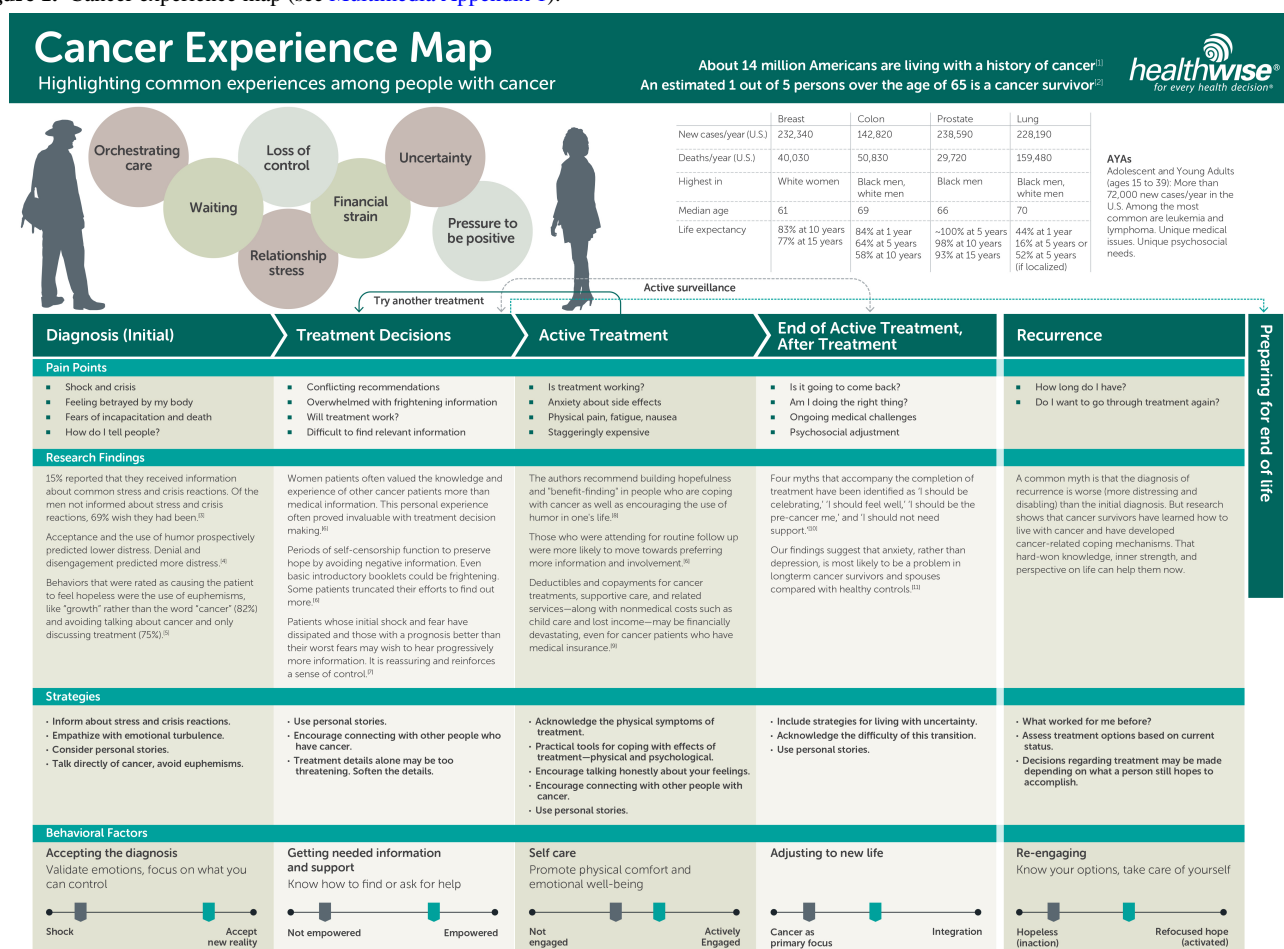 Cancer Experience Map
Highlighting common experiences among people with cancer
About 14 million Americans are living with a history of cancer[1]
An estimated 1 out of 5 persons over the age of 65 is a cancer survivor[2]
healthwise®
for every health decision®
Orchestrating
care
Waiting
Loss of
control
Relationship
stress
Financial
strain
Uncertainty
Pressure to
be positive
Breast Colon Prostate Lung
New cases/year (U.S.) 232,340 142,820 238,590 228,190
Deaths/year (U.S.) 40,030 50,830 29,720 159,480
Highest in White women Black men, Black men Black men,
white men white men
Median age 61 69 66 70
Life expectancy 83% at 10 years 84% at 1 year ~100% at 5 years 44% at 1 year
77% at 15 years 64% at 5 years 98% at 10 years 16% at 5 years or
58% at 10 years 93% at 15 years 52% at 5 years
(if localized)
AYAs
Adolescent and Young Adults
(ages 15 to 39): More than
72,000 new cases/year in the
U.S. Among the most
common are leukemia and
lymphoma. Unique medical
issues. Unique psychosocial
needs.
Try another treatment
Active surveillance
Diagnosis (Initial)
Treatment Decisions
Active Treatment
End of Active Treatment,
After Treatment
Recurrence
Preparing for end of life
Pain Points
▪ Shock and crisis
▪ Feeling betrayed by my body
▪ Fears of incapacitation and death
▪ How do I tell people?
▪ Conflicting recommendations
▪ Overwhelmed with frightening information
▪ Will treatment work?
▪ Difficult to find relevant information
▪ Is treatment working?
▪ Anxiety about side effects
▪ Physical pain, fatigue, nausea
▪ Staggeringly expensive
▪ Is it going to come back?
▪ Am I doing the right thing?
▪ Ongoing medical challenges
▪ Psychosocial adjustment
▪ How long do I have?
▪ Do I want to go through treatment again?
Research Findings
15% reported that they received information
about common stress and crisis reactions. Of the
men not informed about stress and crisis
reactions, 69% wish they had been.[3]
Acceptance and the use of humor prospectively
predicted lower distress. Denial and
disengagement predicted more distress.[4]
Behaviors that were rated as causing the patient
to feel hopeless were the use of euphemisms,
like "growth" rather than the word "cancer" (82%)
and avoiding talking about cancer and only
discussing treatment (75%).[5]
Women patients often valued the knowledge and
experience of other cancer patients more than
medical information. This personal experience
often proved invaluable with treatment decision
making.[6]
Periods of self-censorship function to preserve
hope by avoiding negative information. Even
basic introductory booklets could be frightening.
Some patients truncated their efforts to find out
more.[6]
Patients whose initial shock and fear have
dissipated and those with a prognosis better than
their worst fears may wish to hear progressively
more information. It is reassuring and reinforces
a sense of control.[7]
The authors recommend building hopefulness
and "benefit-finding" in people who are coping
with cancer as well as encouraging the use of
humor in one's life.[8]
Those who were attending for routine follow up
were more likely to move towards preferring
more information and involvement.[6]
Deductibles and copayments for cancer
treatments, supportive care, and related
services—along with nonmedical costs such as
child care and lost income—may be financially
devastating, even for cancer patients who have
medical insurance.[9]
Four myths that accompany the completion of
treatment have been identified as 'I should be
celebrating,' 'I should feel well,' 'I should be the
pre-cancer me,' and 'I should not need
support.'[10]
Our findings suggest that anxiety, rather than
depression, is most likely to be a problem in
longterm cancer survivors and spouses
compared with healthy controls.[11]
A common myth is that the diagnosis of
recurrence is worse (more distressing and
disabling) than the initial diagnosis. But research
shows that cancer survivors have learned how to
live with cancer and have developed
cancer-related coping mechanisms. That
hard-won knowledge, inner strength, and
perspective on life can help them now.
Strategies
· Inform about stress and crisis reactions.
· Empathize with emotional turbulence.
· Consider personal stories.
· Talk directly of cancer, avoid euphemisms.
· Use personal stories.
· Encourage connecting with other people who
have cancer.
· Treatment details alone may be too
threatening. Soften the details.
· Acknowledge the physical symptoms of
treatment.
· Practical tools for coping with effects of
treatment—physical and psychological.
· Encourage talking honestly about your feelings.
· Encourage connecting with other people with
cancer.
· Use personal stories.
· Include strategies for living with uncertainty.
· Acknowledge the difficulty of this transition.
· Use personal stories.
· What worked for me before?
· Assess treatment options based on current
status.
· Decisions regarding treatment may be made
depending on what a person still hopes to
accomplish.
Behavioral Factors
Accepting the diagnosis
Validate emotions, focus on what you
can control
Shock
Accept
new reality
Getting needed information
and support
Know how to find or ask for help
Not empowered
Empowered
Self care
Promote physical comfort and
emotional well-being
Not
engaged
Actively
Engaged
Adjusting to new life
Cancer as
primary focus
Integration
Re-engaging
Know your options, take care of yourself
Hopeless
(inaction)
Refocused hope
(activated)